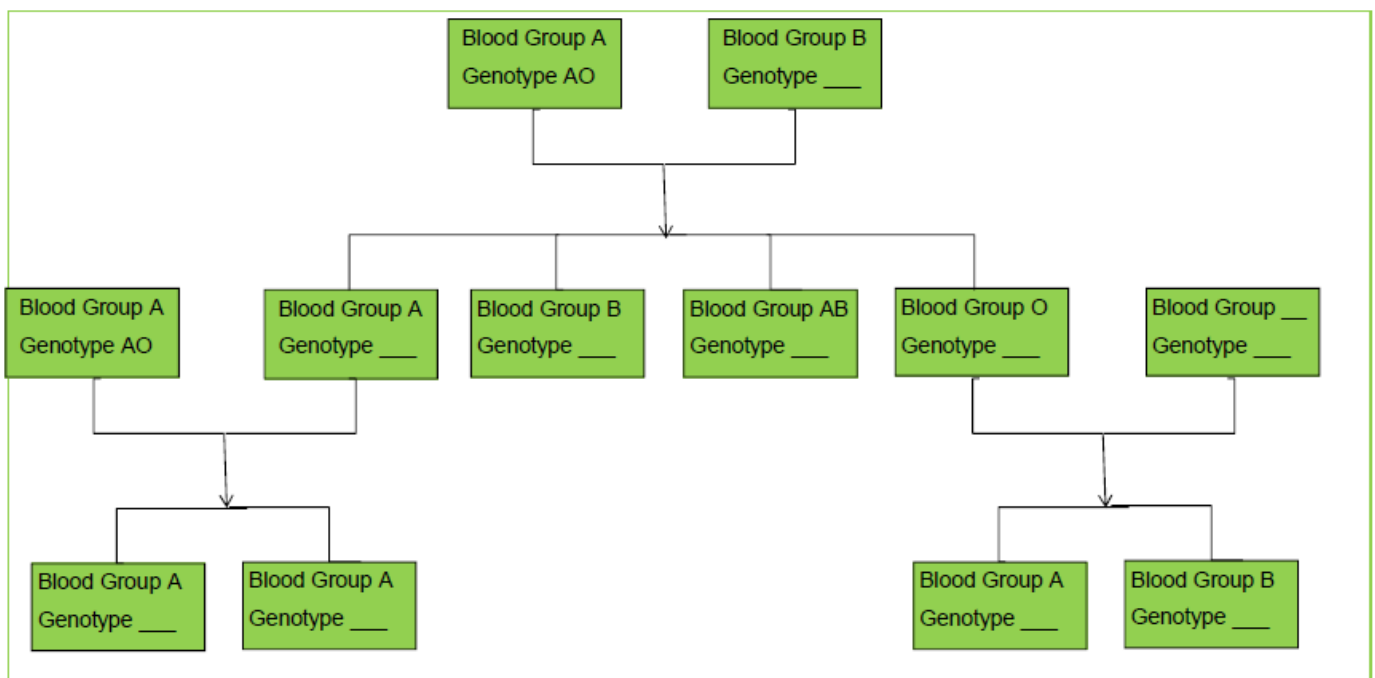 Blood Group A
Genotype AO
Blood Group B
Genotype ___
Blood Group A
Genotype AO
Blood Group A
Genotype ___
Blood Group B
Genotype ___
Blood Group AB
Genotype ___
Blood Group O
Genotype ___
Blood Group __
Genotype ___
Blood Group A
Genotype ___
Blood Group A
Genotype ___
Blood Group A
Genotype ___
Blood Group B
Genotype ___